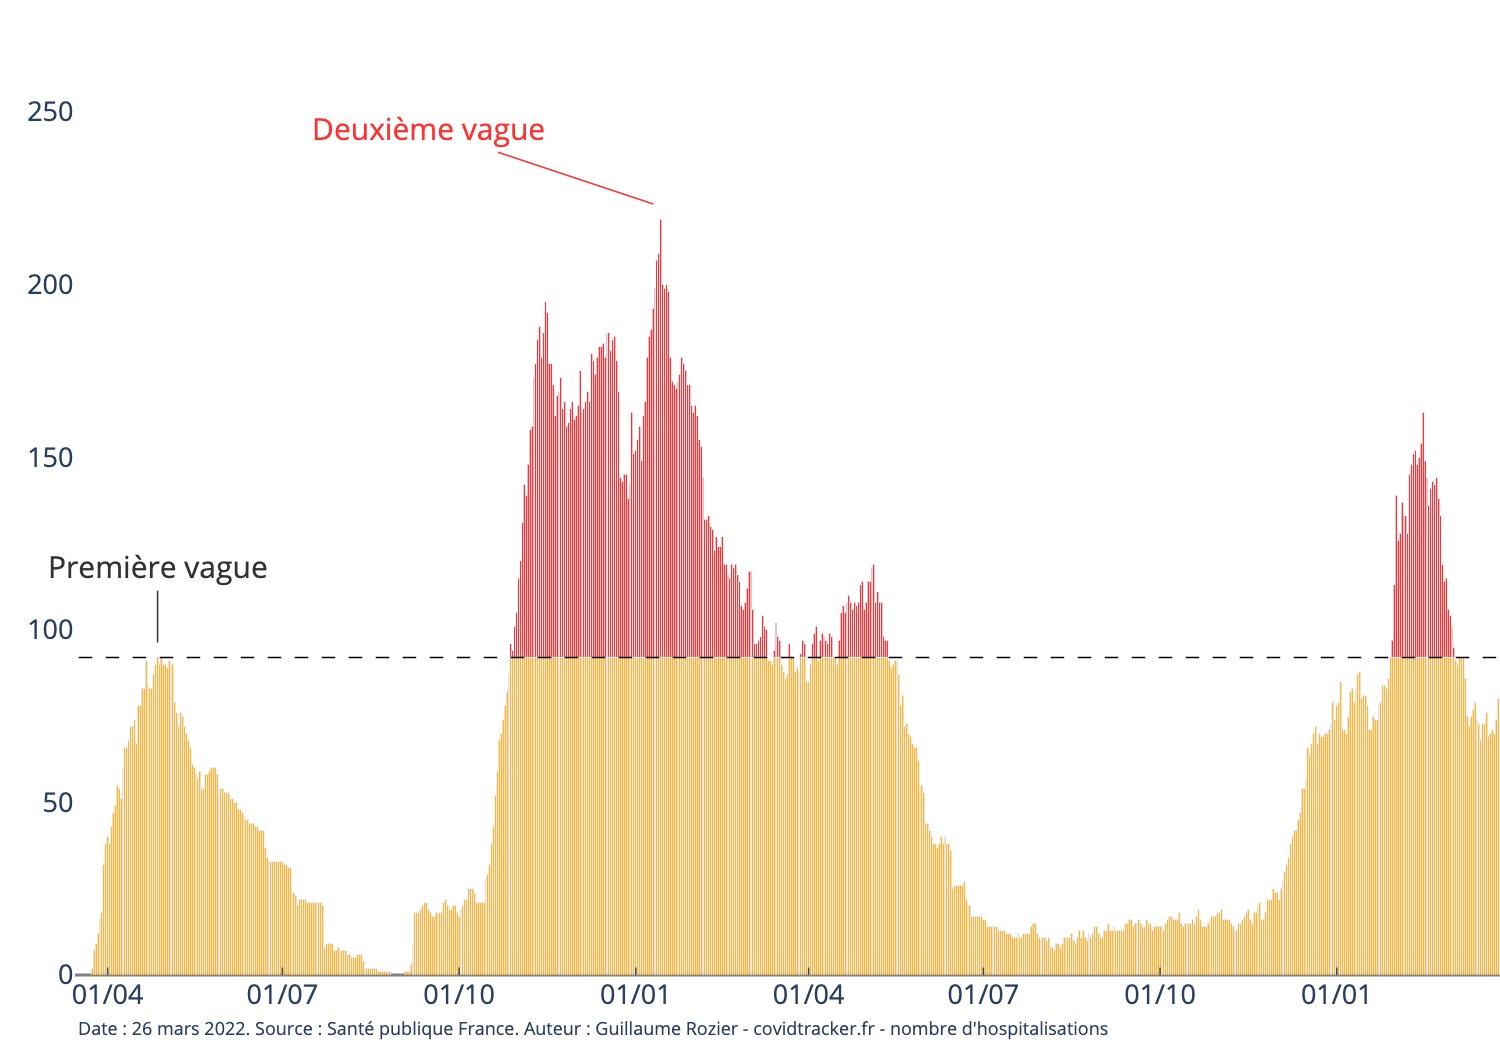 250
Deuxième vague
200
150
Première vague
100
50
0
01/04 01/07 01/10 01/01 01/04 01/07 01/10 01/01
Date : 26 mars 2022. Source : Santé publique France. Auteur : Guillaume Rozier - covidtracker.fr - nombre d'hospitalisations